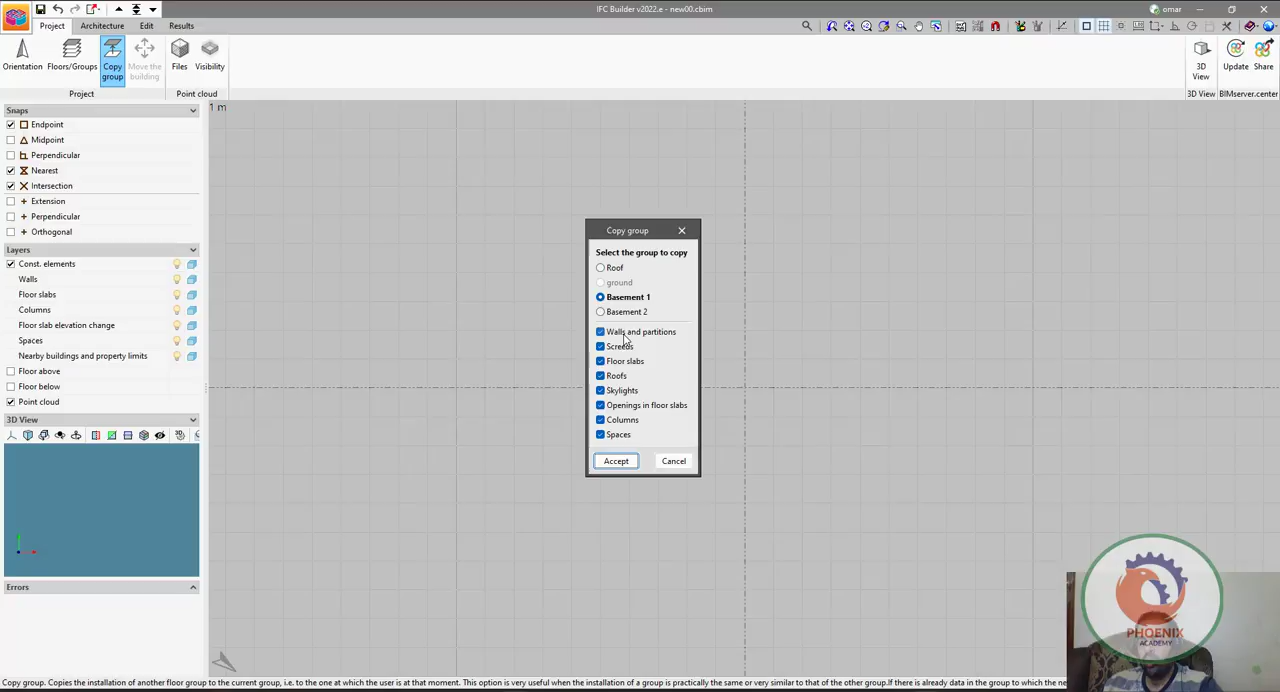 IFC Builder v2022.e - new00.cbim
omar
Project
Architecture
Edit
Results
Orientation
Floors/Groups
Copy group
Move the building
Files
Visibility
3D View
Update
Share
Project
Point cloud
3D View
BIMserver.center
Snaps
Endpoint
Midpoint
Perpendicular
Nearest
Intersection
Extension
Perpendicular
Orthogonal
Layers
Const. elements
Walls
Floor slabs
Columns
Floor slab elevation change
Spaces
Nearby buildings and property limits
Floor above
Floor below
Point cloud
3D View
Errors
1 m
Copy group
Select the group to copy
Roof
ground
Basement 1
Basement 2
Walls and partitions
Screeds
Floor slabs
Roofs
Skylights
Openings in floor slabs
Columns
Spaces
Accept
Cancel
PHOENIX
ACADEMY
Copy group. Copies the installation of another floor group to the current group, i.e. to the one at which the user is at that moment. This option is very useful when the installation of a group is practically the same or very similar to that of the other group.If there is already data in the group to which the ne